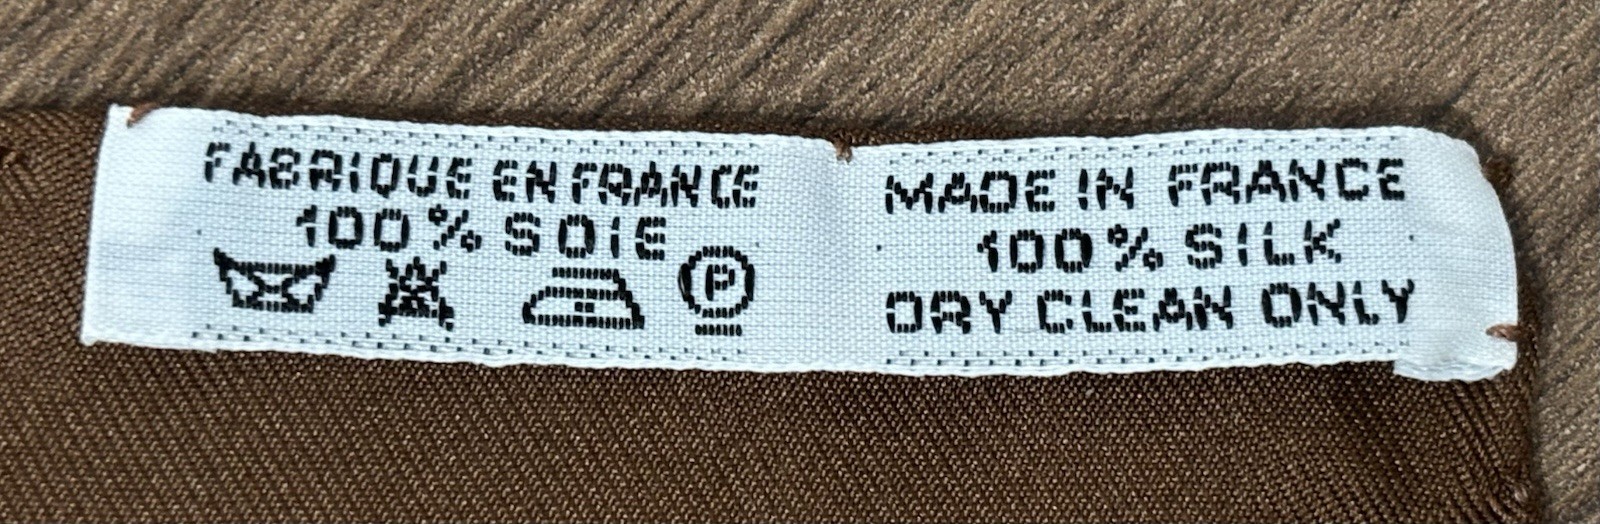 FABRIQUE EN FRANCE
100% SOIE
P
MADE IN FRANCE
100% SILK
DRY CLEAN ONLY